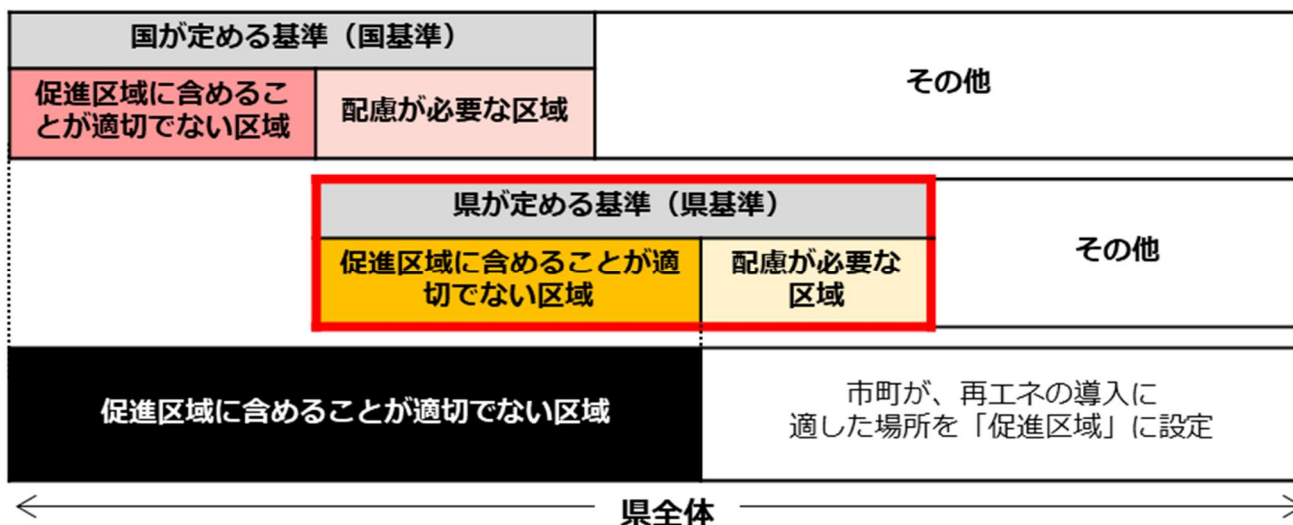 国が定める基準（国基準）
促進区域に含めるこ
とが適切でない区域
配慮が必要な区域
その他
県が定める基準（県基準）
促進区域に含めることが適
切でない区域
配慮が必要な
区域
その他
促進区域に含めることが適切でない区域
市町が、再エネの導入に
適した場所を「促進区域」に設定
県全体